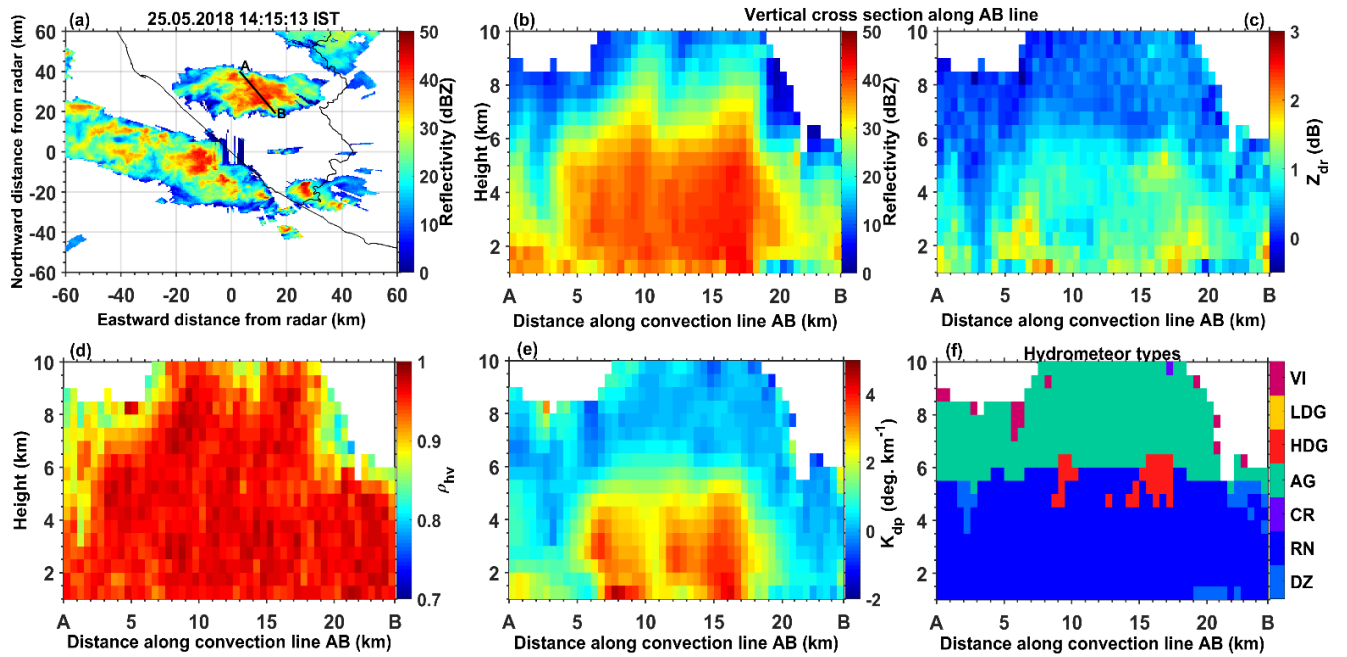 (a)
25.05.2018 14:15:13 IST
Northward distance from radar (km)
60
40
20
0
-20
-40
-60
A
B
-60 -40 -20 0 20 40 60
Eastward distance from radar (km)
50
40
30
20
10
0
Reflectivity (dBZ)
Vertical cross section along AB line
(b)
Height (km)
10
8
6
4
2
A 5 10 15 20 B
Distance along convection line AB (km)
50
40
30
20
10
0
Reflectivity (dBZ)
(c)
10
8
6
4
2
A 5 10 15 20 B
Distance along convection line AB (km)
3
2
1
0
Zdr (dB)
(d)
Height (km)
10
8
6
4
2
A 5 10 15 20 B
Distance along convection line AB (km)
1
0.9
0.8
0.7
ρhv
(e)
10
8
6
4
2
A 5 10 15 20 B
Distance along convection line AB (km)
4
2
0
-2
Kdp (deg. km-1)
(f)
Hydrometeor types
10
8
6
4
2
A 5 10 15 20 B
Distance along convection line AB (km)
VI
LDG
HDG
AG
CR
RN
DZ